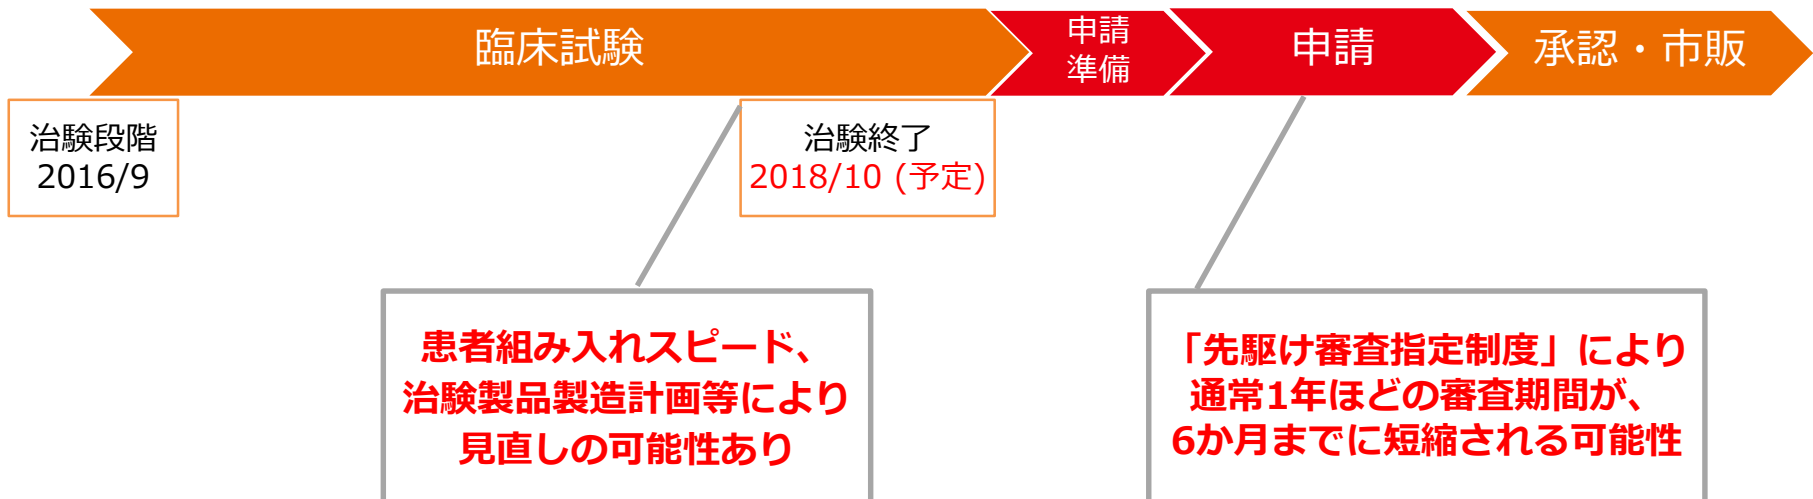 臨床試験
申請
準備
申請
承認・市販
治験段階
2016/9
治験終了
2018/10 (予定)
患者組み入れスピード、
治験製品製造計画等により
見直しの可能性あり
「先駆け審査指定制度」により
通常1年ほどの審査期間が、
6か月までに短縮される可能性